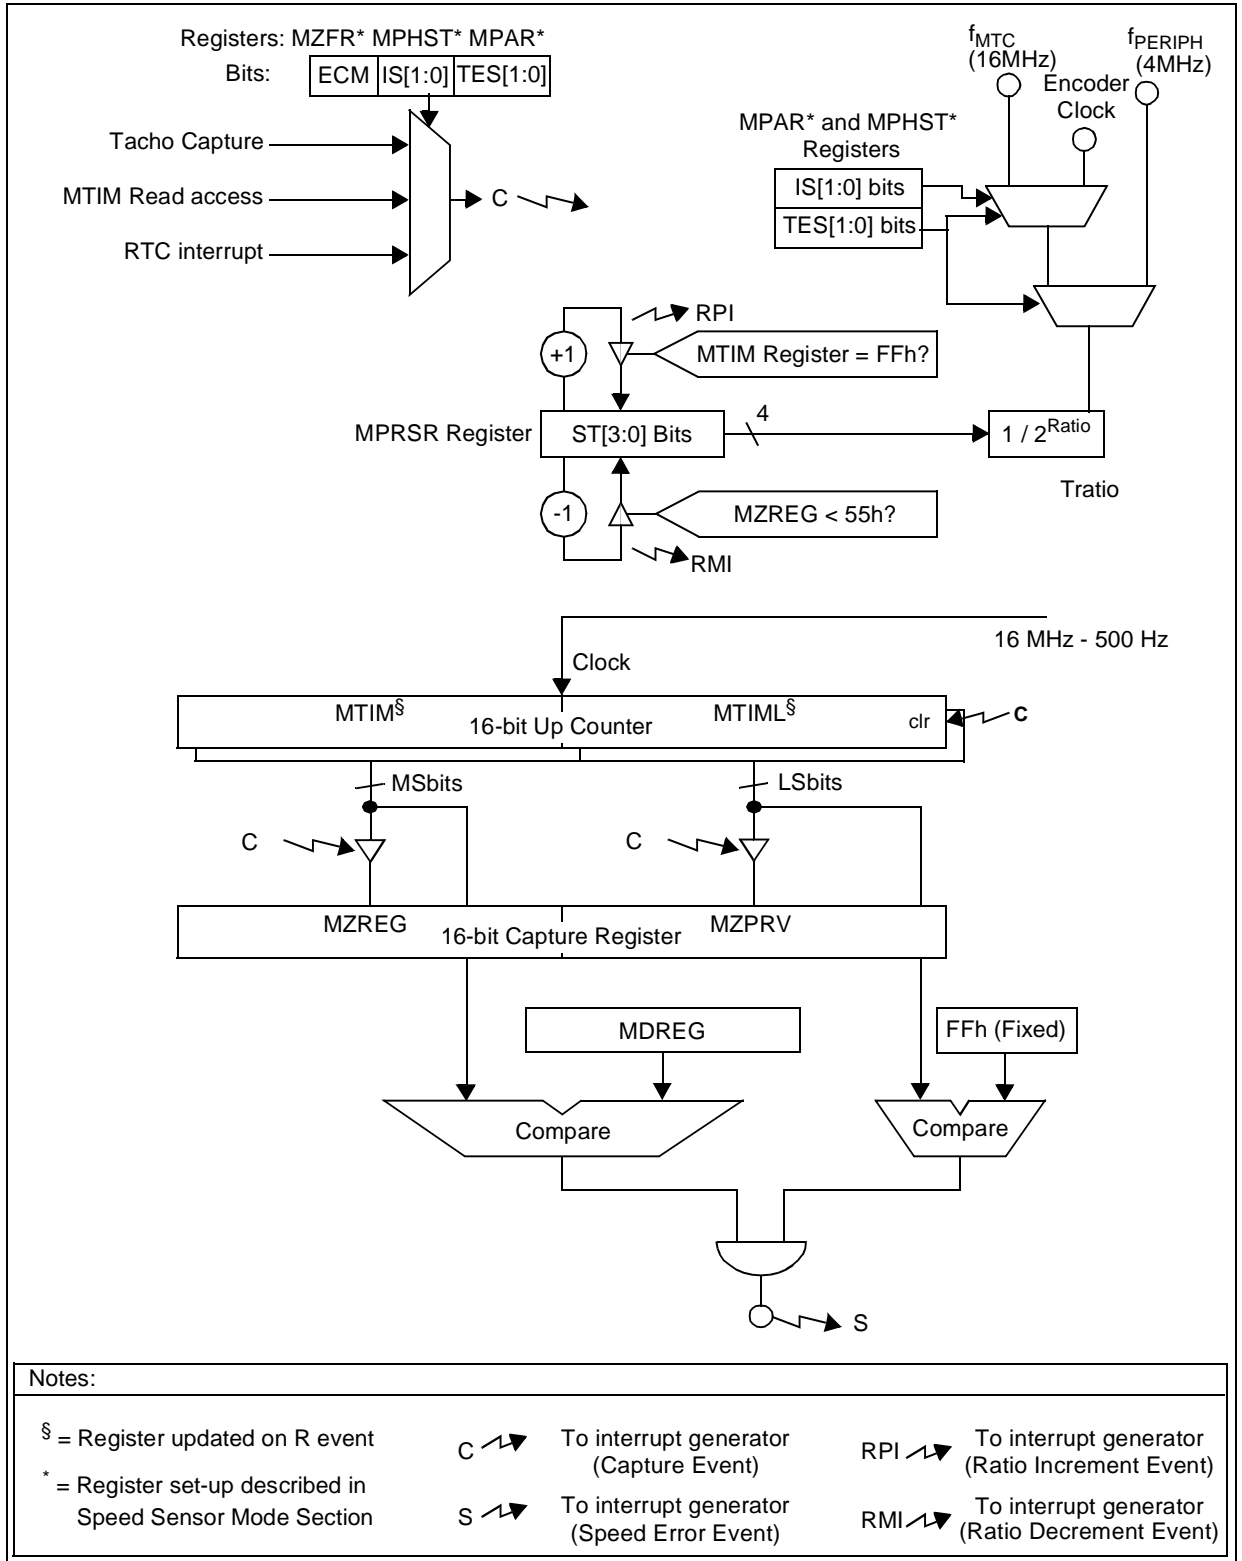 Registers: MZFR* MPHST* MPAR*
Bits:
ECM
IS[1:0]
TES[1:0]
Tacho Capture
MTIM Read access
RTC interrupt
C
fMTC
(16MHz)
fPERIPH
(4MHz)
Encoder
Clock
MPAR* and MPHST*
Registers
IS[1:0] bits
TES[1:0] bits
RPI
+1
MTIM Register = FFh?
MPRSR Register
ST[3:0] Bits
4
1 / 2Ratio
Tratio
-1
MZREG < 55h?
RMI
16 MHz - 500 Hz
Clock
MTIM§
16-bit Up Counter
MTIML§
clr
C
MSbits
LSbits
C
C
MZREG
16-bit Capture Register
MZPRV
MDREG
FFh (Fixed)
Compare
Compare
S
Notes:
§ = Register updated on R event
* = Register set-up described in
Speed Sensor Mode Section
C
To interrupt generator
(Capture Event)
S
To interrupt generator
(Speed Error Event)
RPI
To interrupt generator
(Ratio Increment Event)
RMI
To interrupt generator
(Ratio Decrement Event)